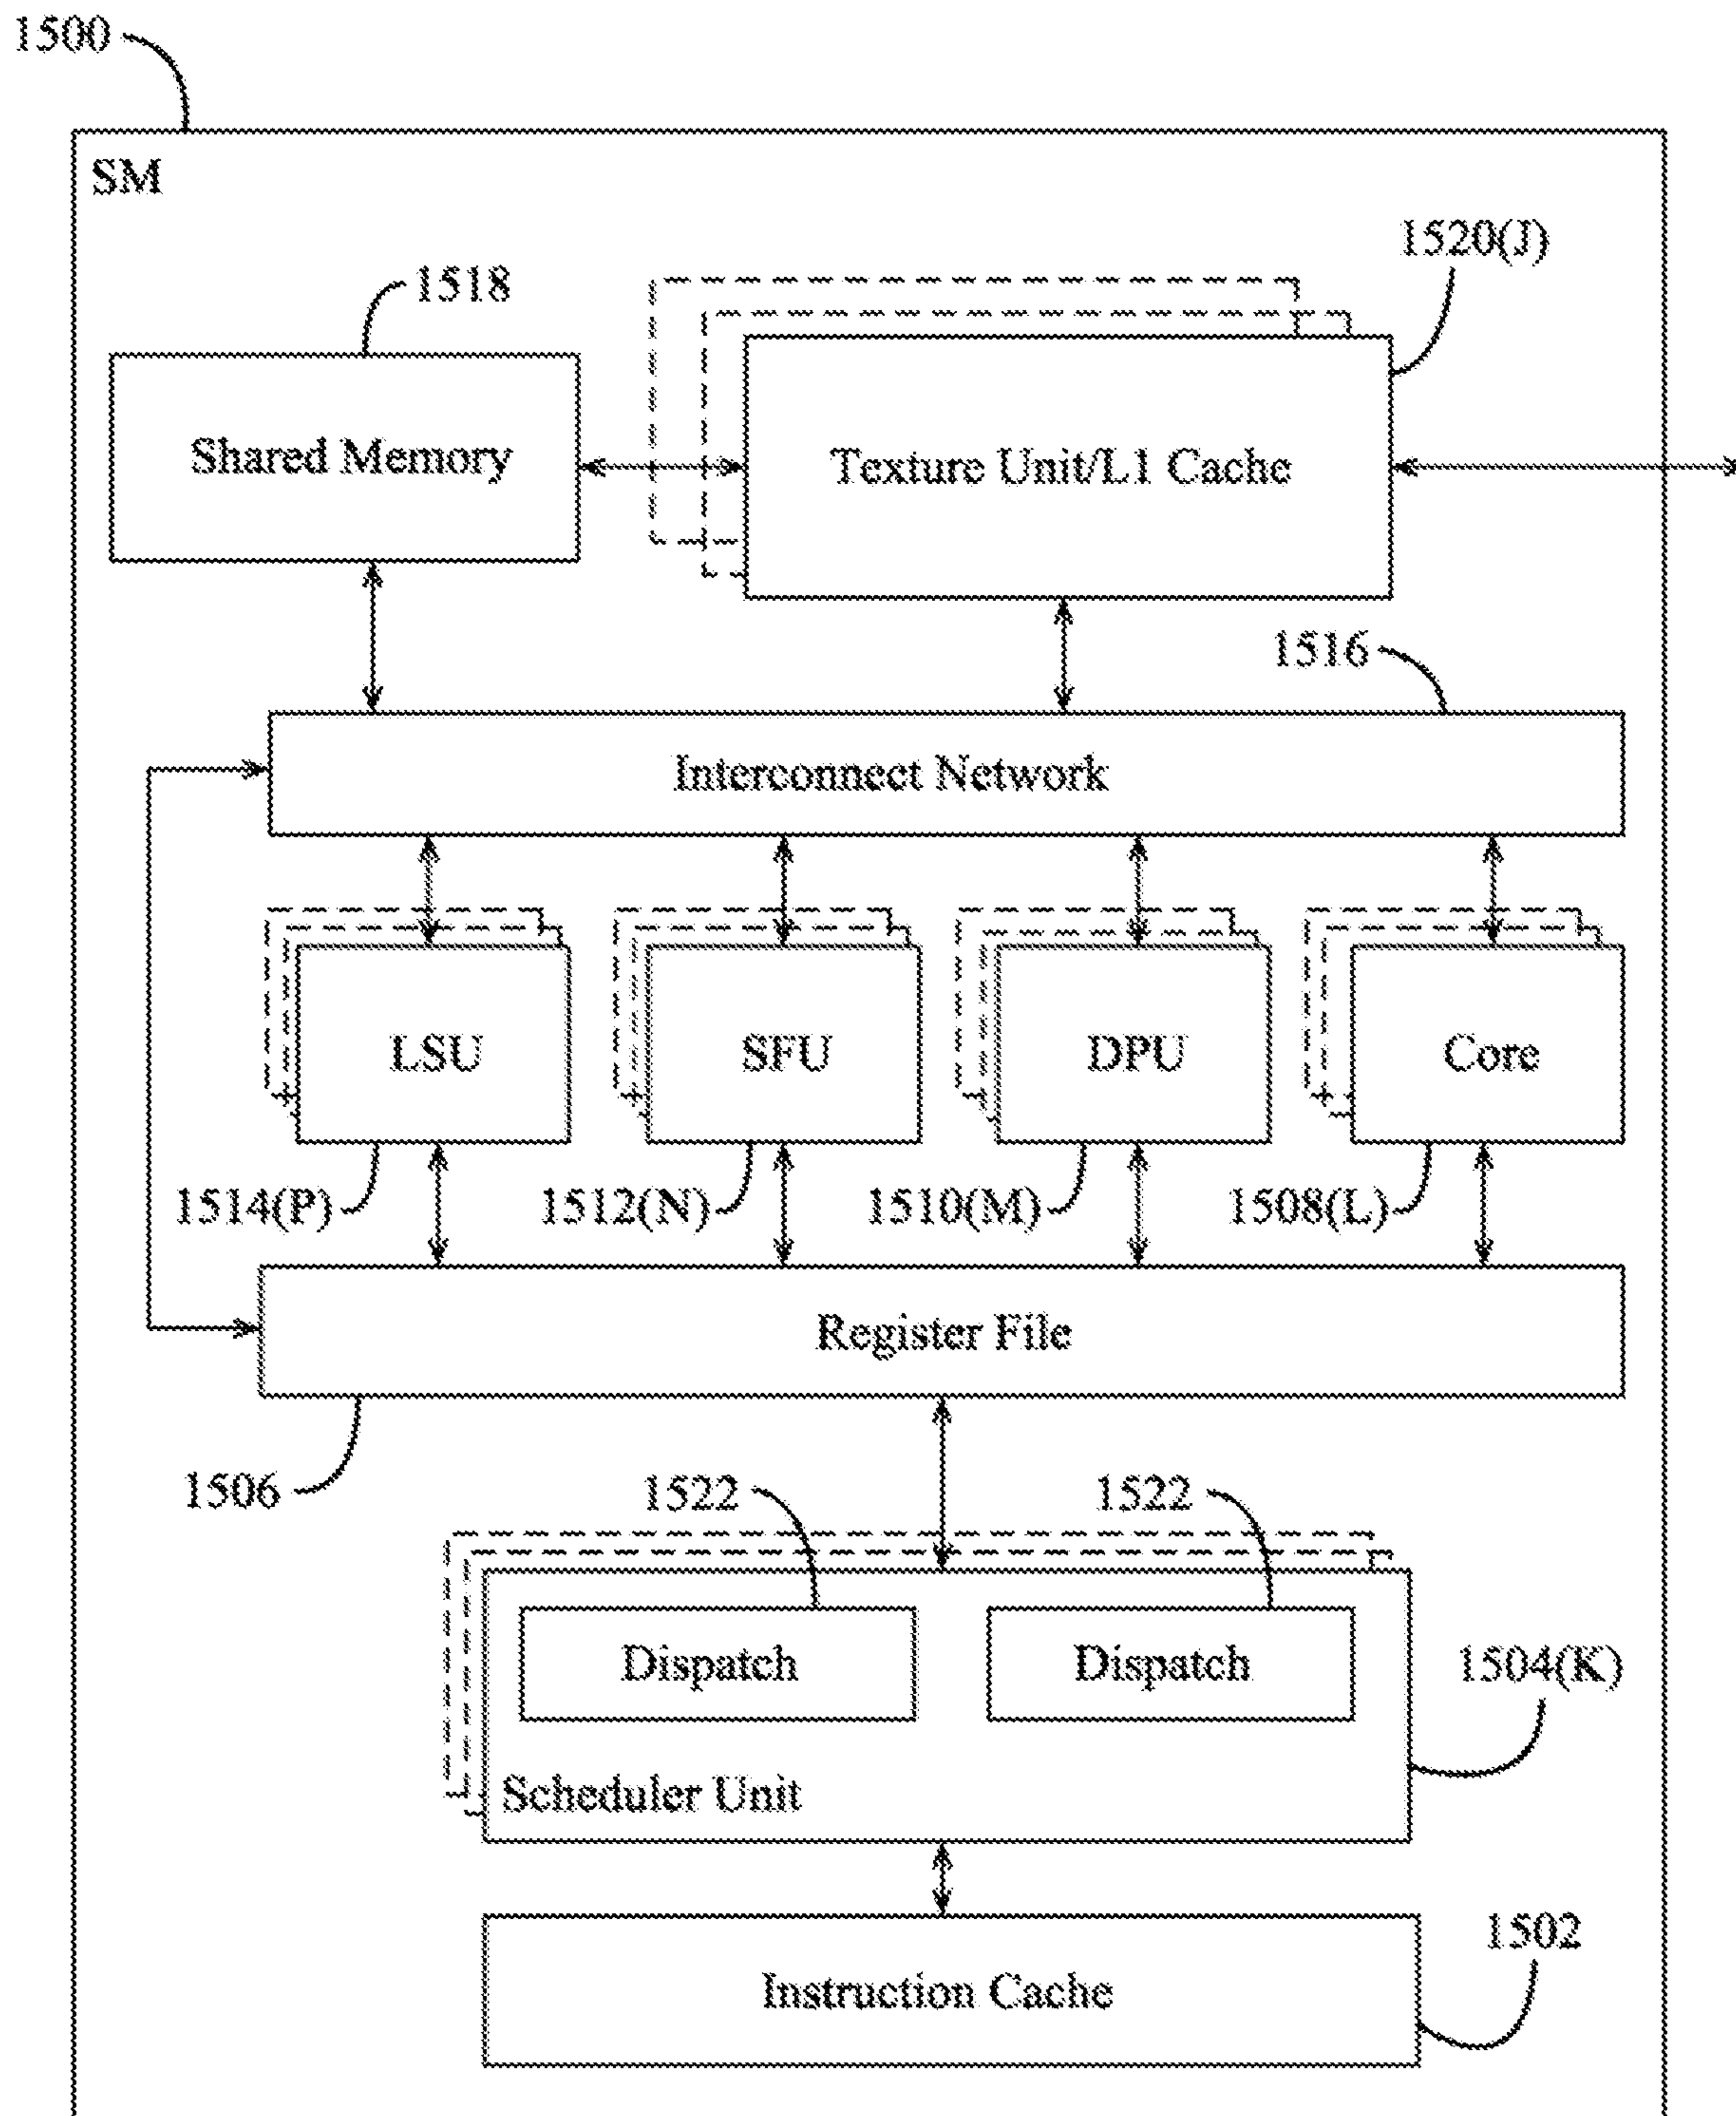 1500
SM
1520(J)
1518
Shared Memory
Texture Unit/L1 Cache
1516
Interconnect Network
LSU
SFU
DPU
Core
1514(P)
1512(N)
1510(M)
1508(L)
Register File
1506
1522
1522
Dispatch
Dispatch
1504(K)
Scheduler Unit
1502
Instruction Cache